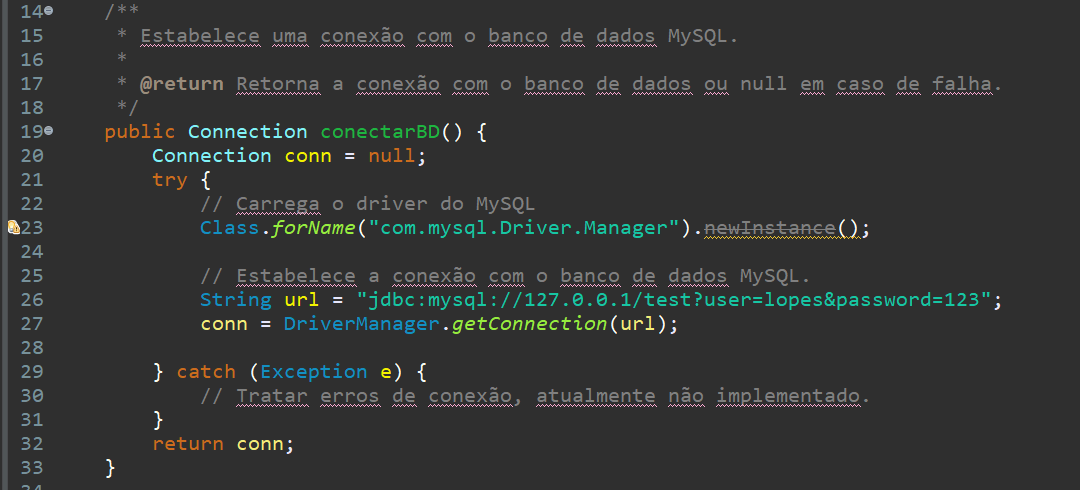 14 /**
15 * Estabelece uma conexão com o banco de dados MySQL.
16 *
17 * @return Retorna a conexão com o banco de dados ou null em caso de falha.
18 */
19 public Connection conectarBD() {
20 Connection conn = null;
21 try {
22 // Carrega o driver do MySQL
23 Class.forName("com.mysql.Driver.Manager").newInstance();
24
25 // Estabelece a conexão com o banco de dados MySQL.
26 String url = "jdbc:mysql://127.0.0.1/test?user=lopes&password=123";
27 conn = DriverManager.getConnection(url);
28
29 } catch (Exception e) {
30 // Tratar erros de conexão, atualmente não implementado.
31 }
32 return conn;
33 }